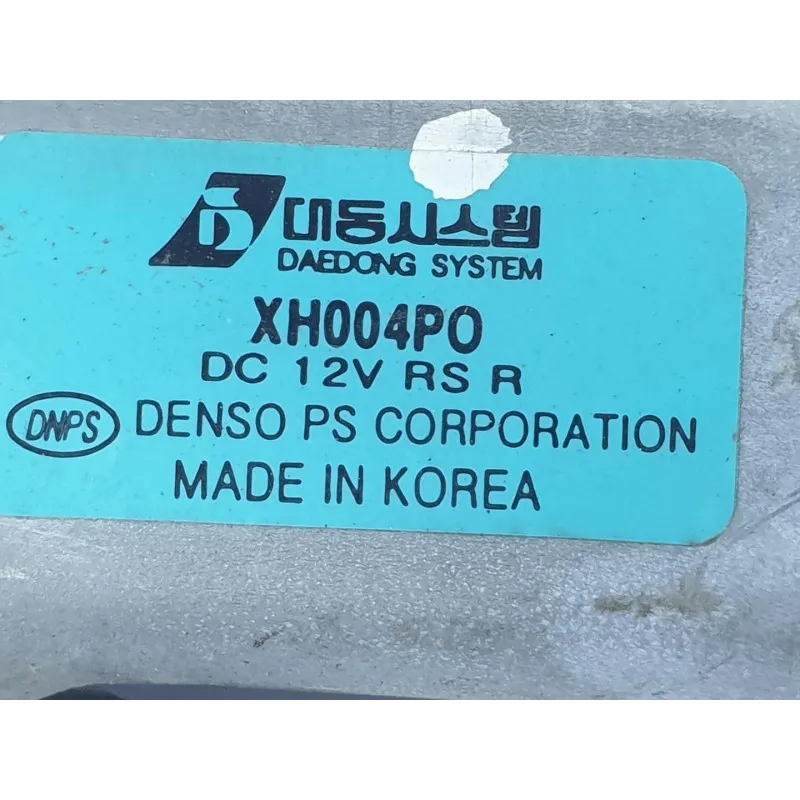 대동시스템
DAEDONG SYSTEM
XH004PO
DC 12V RS R
DNPS DENSO PS CORPORATION
MADE IN KOREA